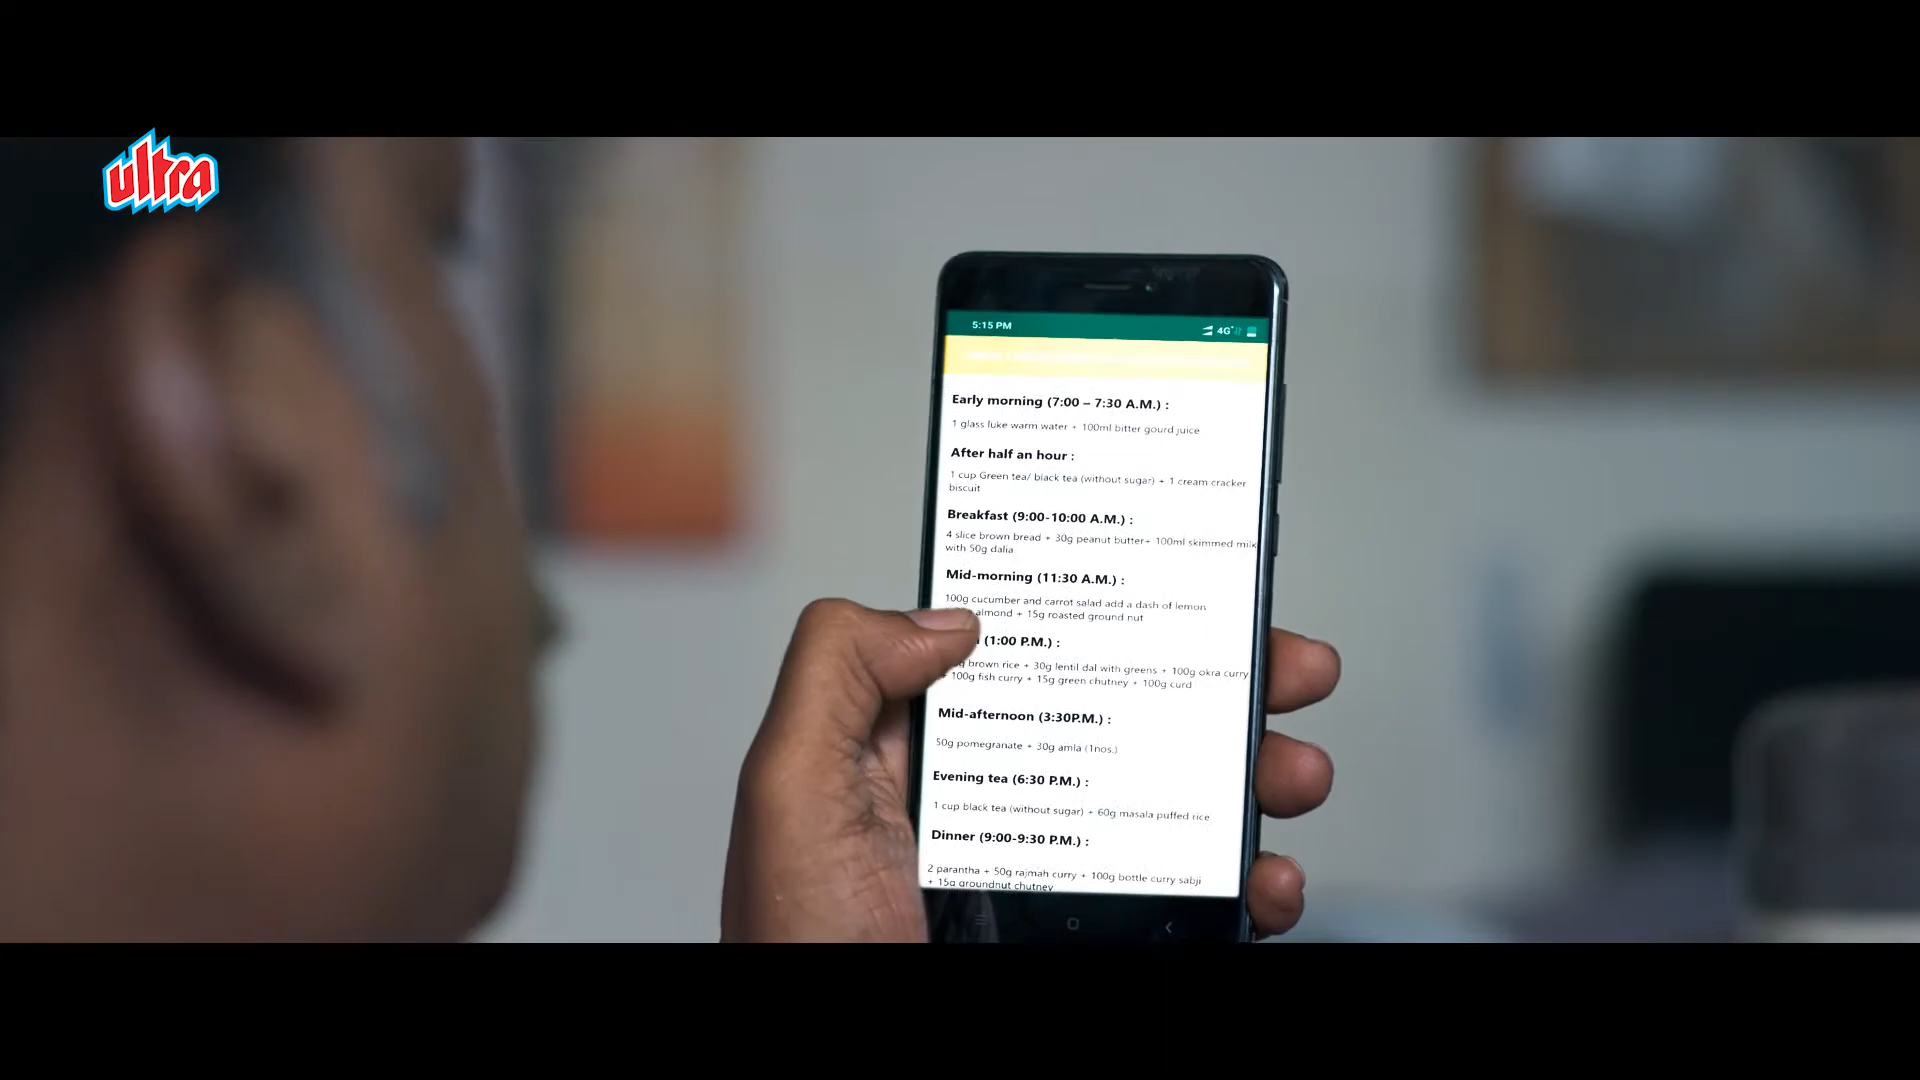 ultra
5:15 PM
4G+
Early morning (7:00 – 7:30 A.M.) :
1 glass luke warm water + 100ml bitter gourd juice
After half an hour :
1 cup Green tea/ black tea (without sugar) + 1 cream cracker
biscuit
Breakfast (9:00-10:00 A.M.) :
4 slice brown bread + 30g peanut butter+ 100ml skimmed milk
with 50g dalia
Mid-morning (11:30 A.M.) :
100g cucumber and carrot salad add a dash of lemon
almond + 15g roasted ground nut
(1:00 P.M.) :
brown rice + 30g lentil dal with greens + 100g okra curry
+ 100g fish curry + 15g green chutney + 100g curd
Mid-afternoon (3:30P.M.) :
50g pomegranate + 30g amla (1nos.)
Evening tea (6:30 P.M.) :
1 cup black tea (without sugar) + 60g masala puffed rice
Dinner (9:00-9:30 P.M.) :
2 parantha + 50g rajmah curry + 100g bottle curry sabji
+ 15g groundnut chutney